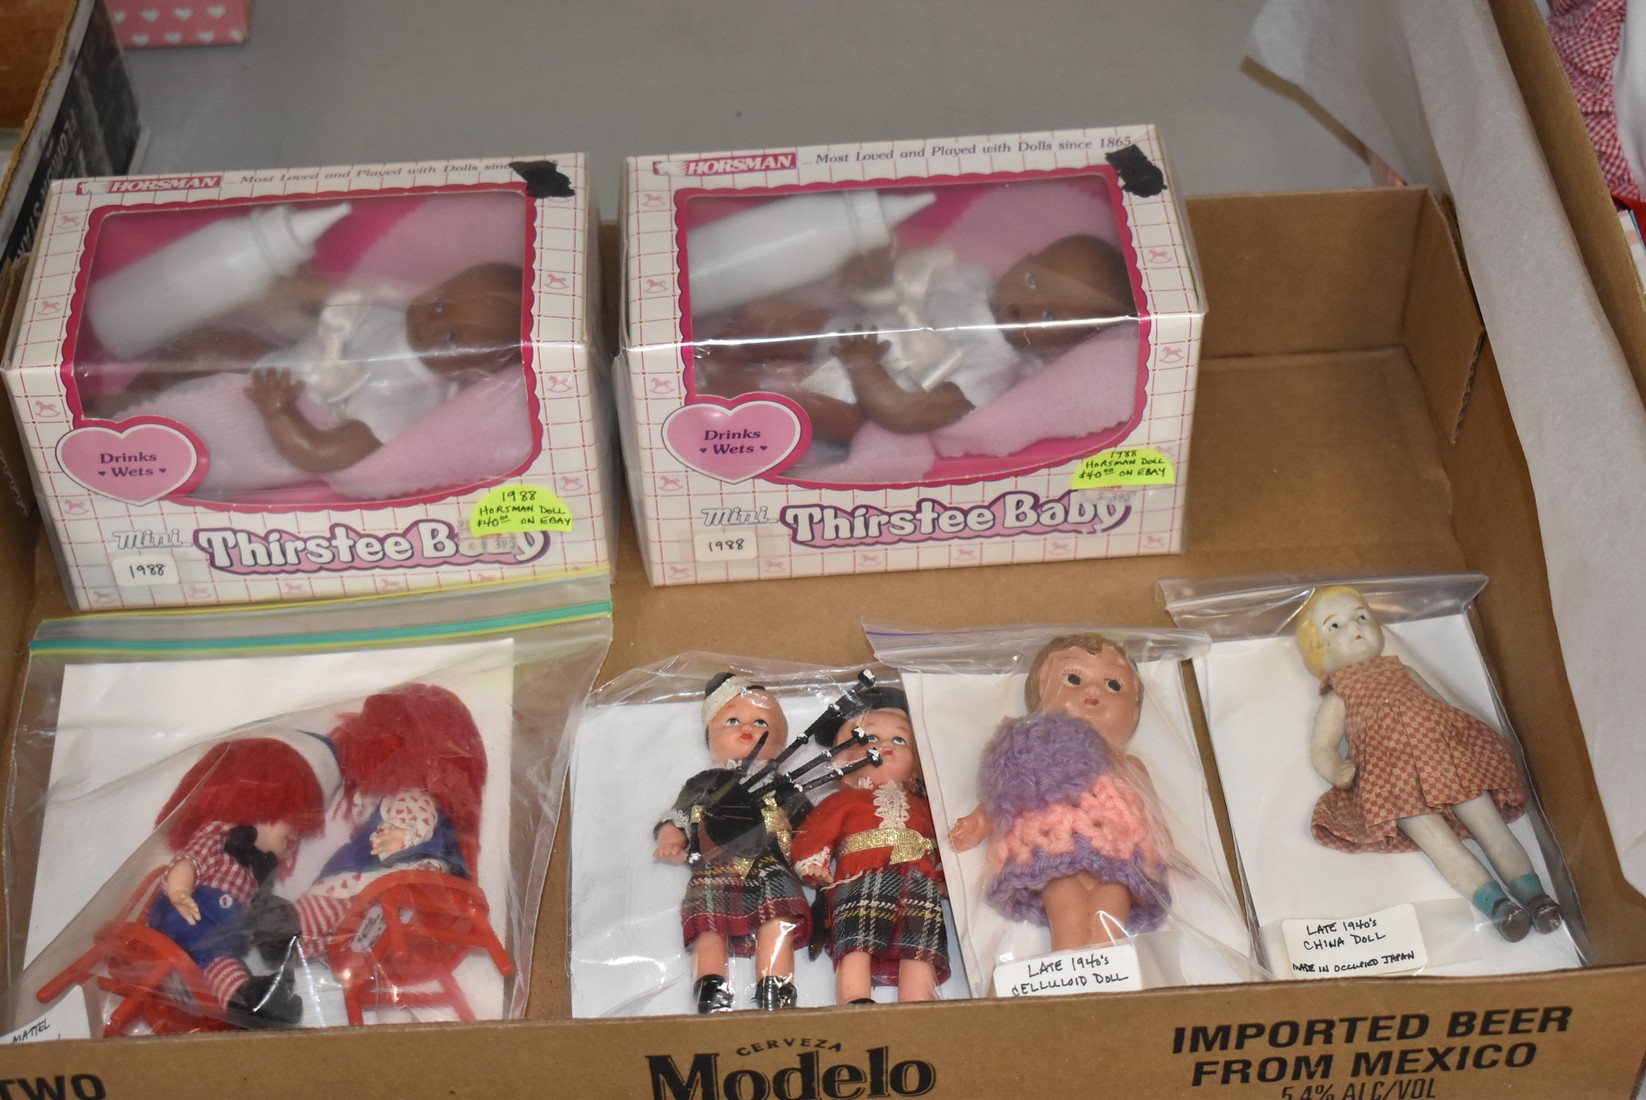 HORSMAN
Most Loved and Played with Dolls
Drinks
Wets
1988
HORSMAN DOLL
$40.00 ON EBAY
mini
Thirstee Baby
1988
HORSMAN
Most Loved and Played with Dolls since 1865
Drinks
Wets
1988
HORSMAN DOLL
$40.00 ON EBAY
mini
Thirstee Baby
1988
MATTEL
LATE 1940's
CELLULOID DOLL
LATE 1940's
CHINA DOLL
MADE IN OCCUPIED JAPAN
TWO
CERVEZA
Modelo
IMPORTED BEER
FROM MEXICO
5.4% ALC/VOL